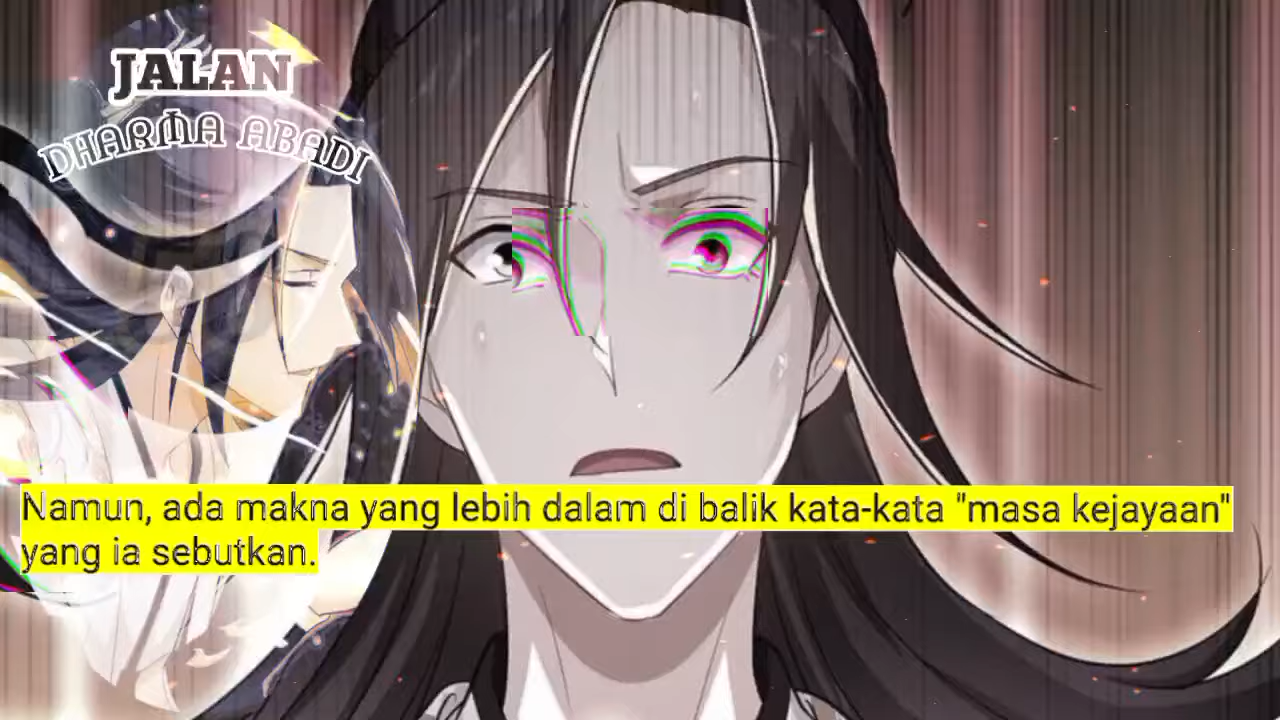 JALAN
DHARMA ABADI
Namun, ada makna yang lebih dalam di balik kata-kata "masa kejayaan"
yang ia sebutkan.